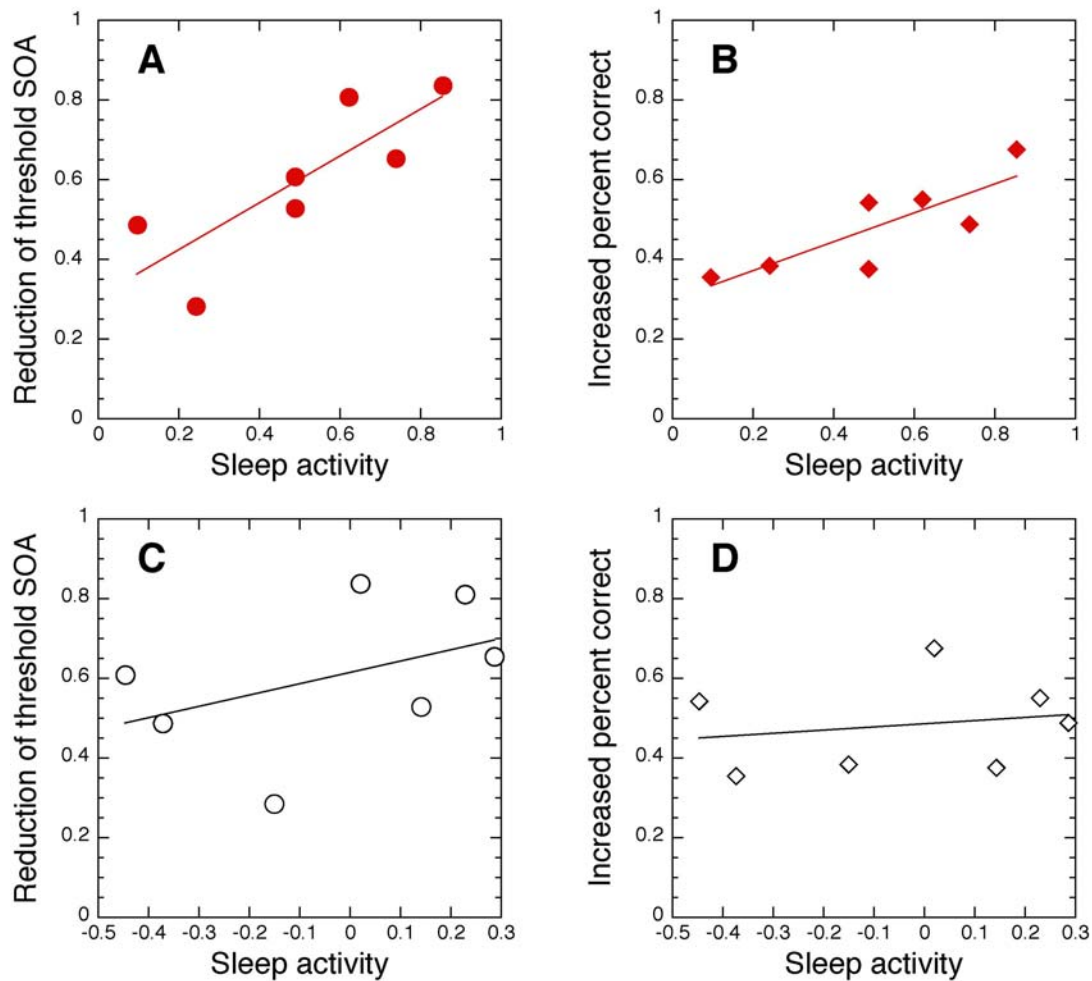 A
Reduction of threshold SOA
1
0.8
0.6
0.4
0.2
0
0 0.2 0.4 0.6 0.8 1
Sleep activity
B
Increased percent correct
1
0.8
0.6
0.4
0.2
0
0 0.2 0.4 0.6 0.8 1
Sleep activity
C
Reduction of threshold SOA
1
0.8
0.6
0.4
0.2
0
-0.5 -0.4 -0.3 -0.2 -0.1 0 0.1 0.2 0.3
Sleep activity
D
Increased percent correct
1
0.8
0.6
0.4
0.2
0
-0.5 -0.4 -0.3 -0.2 -0.1 0 0.1 0.2 0.3
Sleep activity